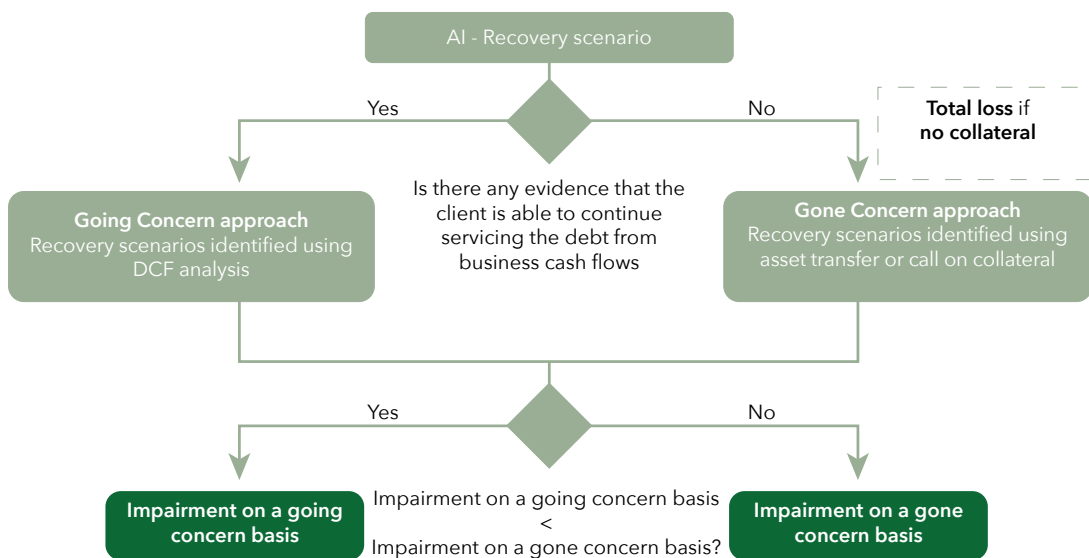 AI - Recovery scenario
Yes
No
Total loss if
no collateral
Is there any evidence that the
client is able to continue
servicing the debt from
business cash flows
Going Concern approach
Recovery scenarios identified using
DCF analysis
Gone Concern approach
Recovery scenarios identified using
asset transfer or call on collateral
Yes
No
Impairment on a going
concern basis
Impairment on a going concern basis
<
Impairment on a gone concern basis?
Impairment on a gone
concern basis